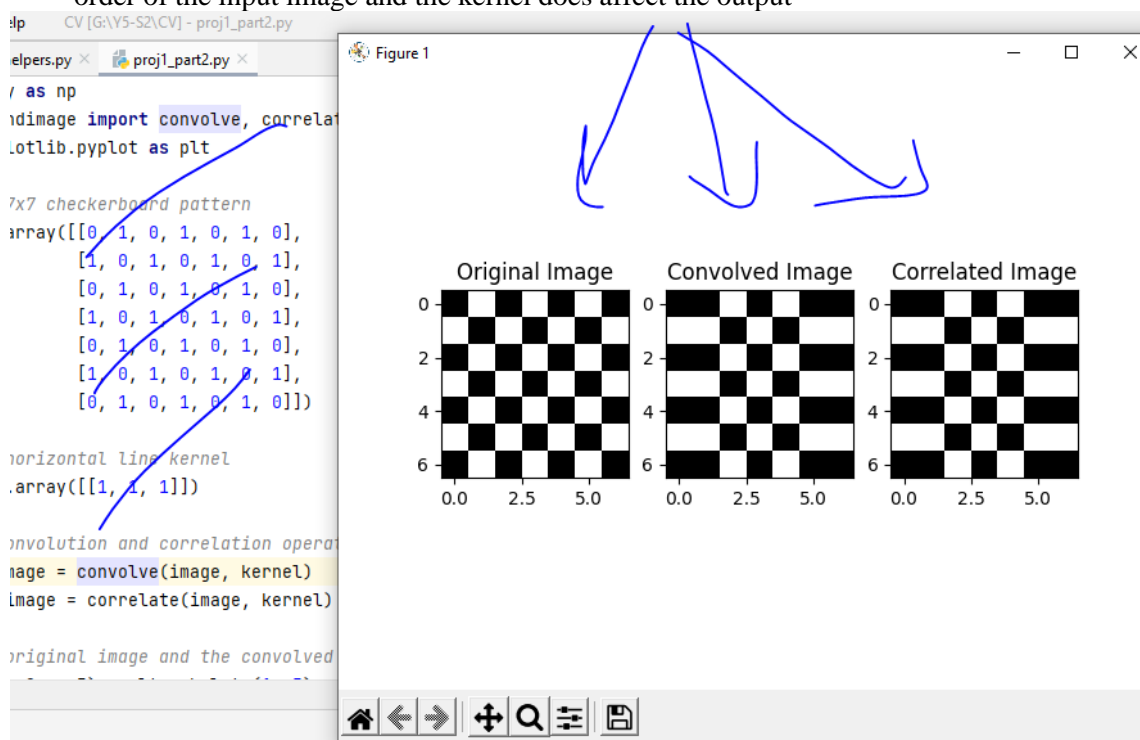 order of the input image and the kernel does affect the output
elp CV [G:\Y5-S2\CV] - proj1_part2.py
elpers.py × proj1_part2.py ×
y as np
ndimage import convolve, correlat
lotlib.pyplot as plt
7x7 checkerboard pattern
array([[0, 1, 0, 1, 0, 1, 0],
[1, 0, 1, 0, 1, 0, 1],
[0, 1, 0, 1, 0, 1, 0],
[1, 0, 1, 0, 1, 0, 1],
[0, 1, 0, 1, 0, 1, 0],
[1, 0, 1, 0, 1, 0, 1],
[0, 1, 0, 1, 0, 1, 0]])
horizontal line kernel
.array([[1, 1, 1]])
onvolution and correlation operat
mage = convolve(image, kernel)
image = correlate(image, kernel)
original image and the convolved
Figure 1
Original Image Convolved Image Correlated Image
0 0 0
2 2 2
4 4 4
6 6 6
0.0 2.5 5.0 0.0 2.5 5.0 0.0 2.5 5.0